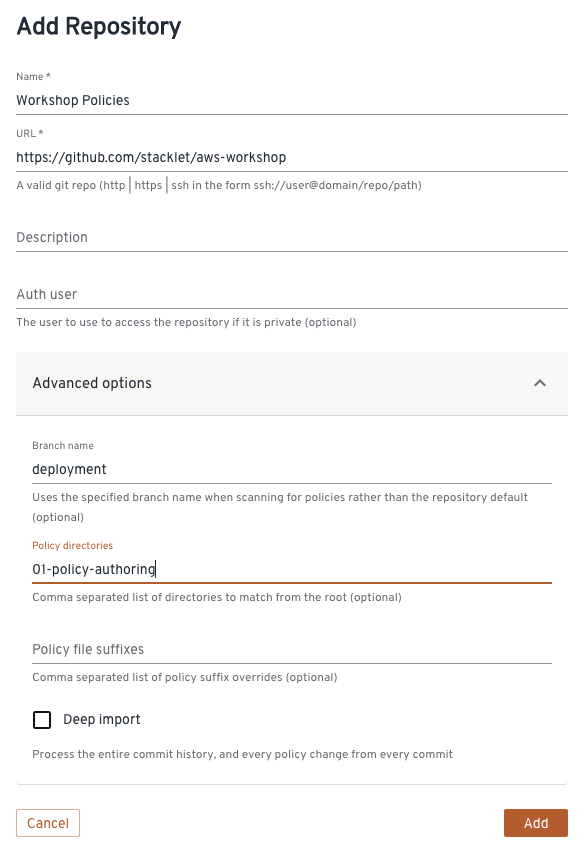 Add Repository
Name *
Workshop Policies
URL *
https://github.com/stacklet/aws-workshop
A valid git repo (http | https | ssh in the form ssh://user@domain/repo/path)
Description
Auth user
The user to use to access the repository if it is private (optional)
Advanced options
Branch name
deployment
Uses the specified branch name when scanning for policies rather than the repository default
(optional)
Policy directories
01-policy-authoring
Comma separated list of directories to match from the root (optional)
Policy file suffixes
Comma separated list of policy suffix overrides (optional)
Deep import
Process the entire commit history, and every policy change from every commit
Cancel
Add